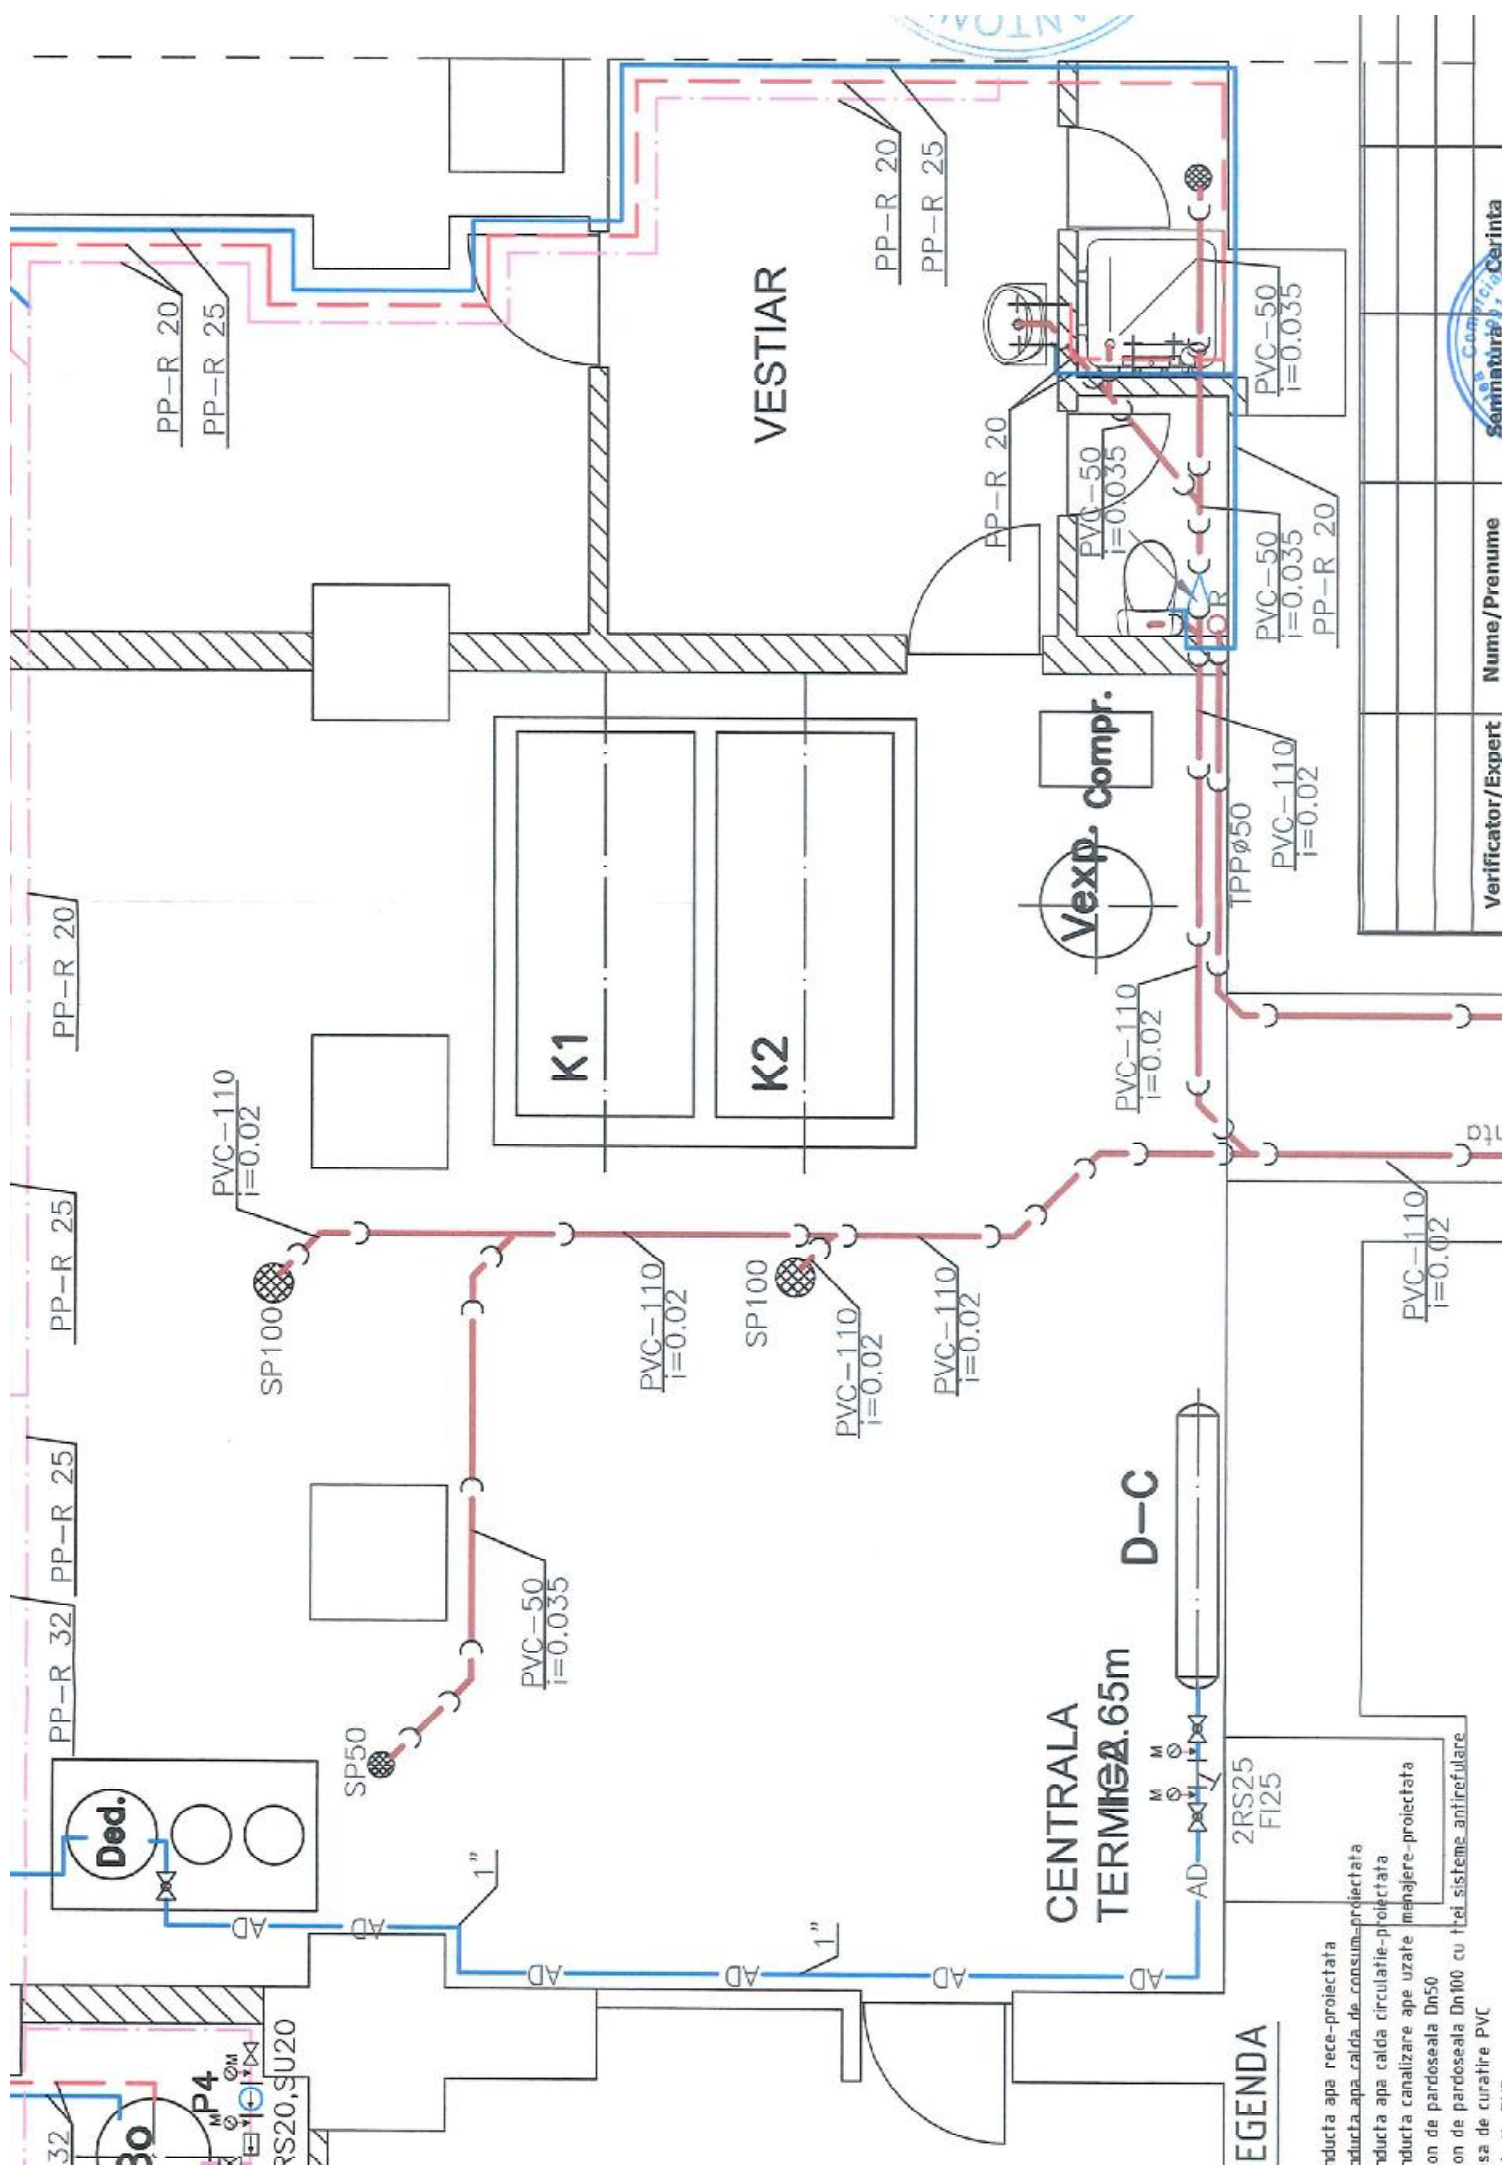 ANTON
PP-R 20
PP-R 25
PP-R 20
PP-R 25
VESTIAR
PP-R 20
PVC-50
i=0.035
PVC-50
i=0.035
PVC-50
i=0.035
PP-R 20
R
Compr.
Vexp.
PVC-110
i=0.02
TPPø50
PVC-110
i=0.02
K1
K2
PP-R 20
PP-R 25
PP-R 25
PP-R 32
PVC-110
i=0.02
SP100
PVC-110
i=0.02
SP100
PVC-110
i=0.02
PVC-110
i=0.02
PVC-110
i=0.02
PVC-50
i=0.035
SP50
D-C
CENTRALA
M
M
2RS25
FI25
Ded.
1"
1"
AD
AD
AD
AD
AD
AD
AD
P4
M
M
RS20,SU20
32
EGENDA
nducta apa rece-proiectata
nducta apa calda de consum-proiectata
nducta apa calda circulatie-proiectata
nducta canalizare ape uzate menajere-proiectata
on de pardoseala Dn50
on de pardoseala Dn100 cu trei sisteme antirefulare
sa de curatire PVC
Verificator/Expert
Nume/Prenume
Semnatura
Cerinta